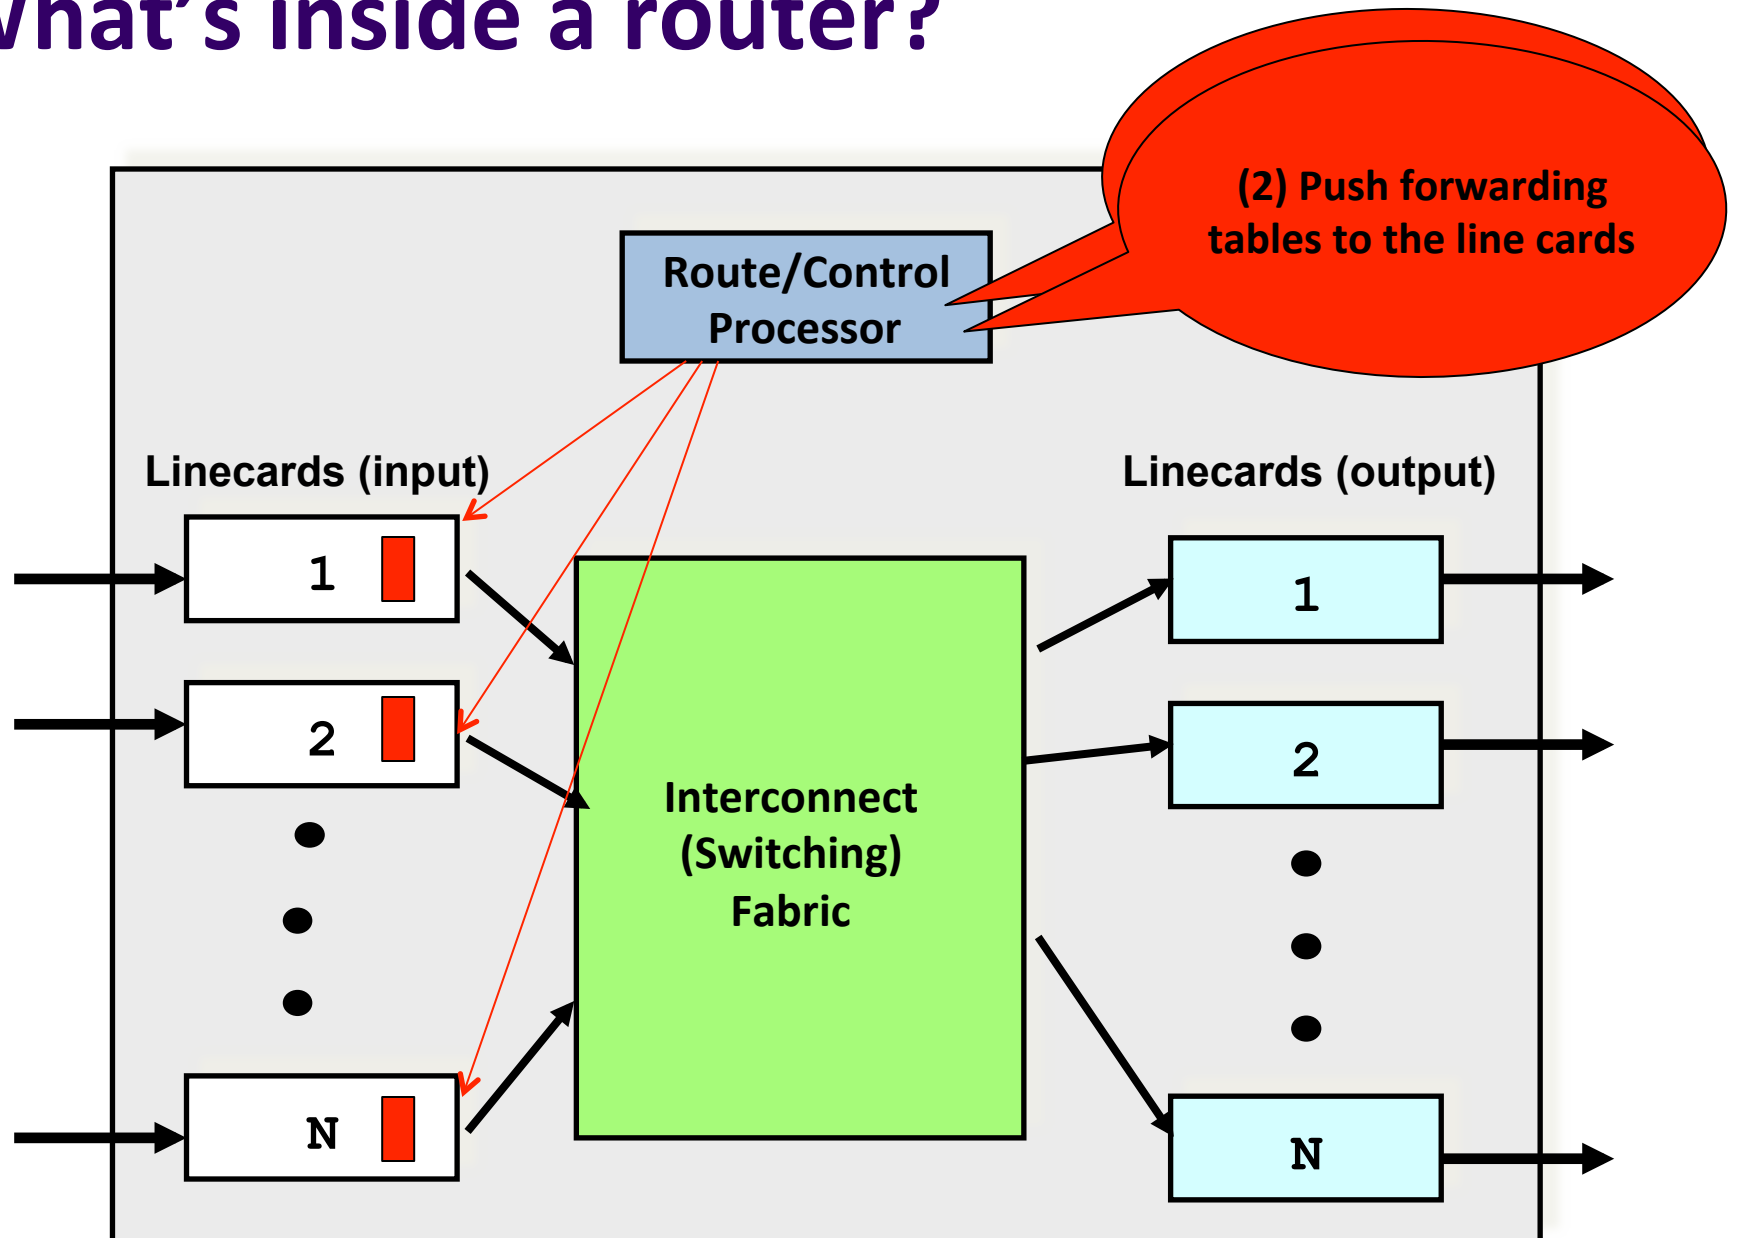 What's inside a router?
(2) Push forwarding
tables to the line cards
Route/Control
Processor
Linecards (input)
Linecards (output)
1
1
2
2
Interconnect
(Switching)
Fabric
N
N